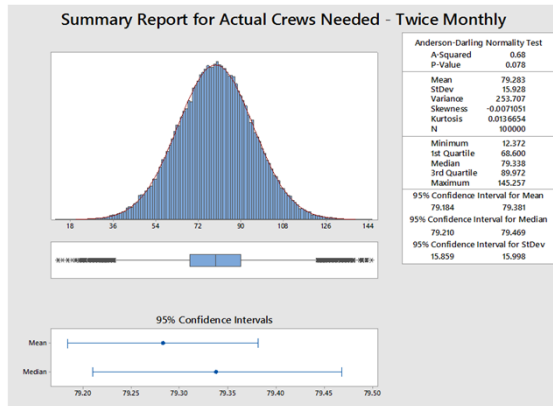 Summary Report for Actual Crews Needed - Twice Monthly
Anderson-Darling Normality Test
A-Squared 0.68
P-Value 0.078
Mean 79.283
StDev 15.928
Variance 253.707
Skewness -0.0071051
Kurtosis 0.0136654
N 100000
Minimum 12.372
1st Quartile 68.600
Median 79.338
3rd Quartile 89.972
Maximum 145.257
95% Confidence Interval for Mean
79.184 79.381
95% Confidence Interval for Median
79.210 79.469
95% Confidence Interval for StDev
15.859 15.998
18 36 54 72 90 108 126 144
95% Confidence Intervals
Mean
Median
79.20 79.25 79.30 79.35 79.40 79.45 79.50